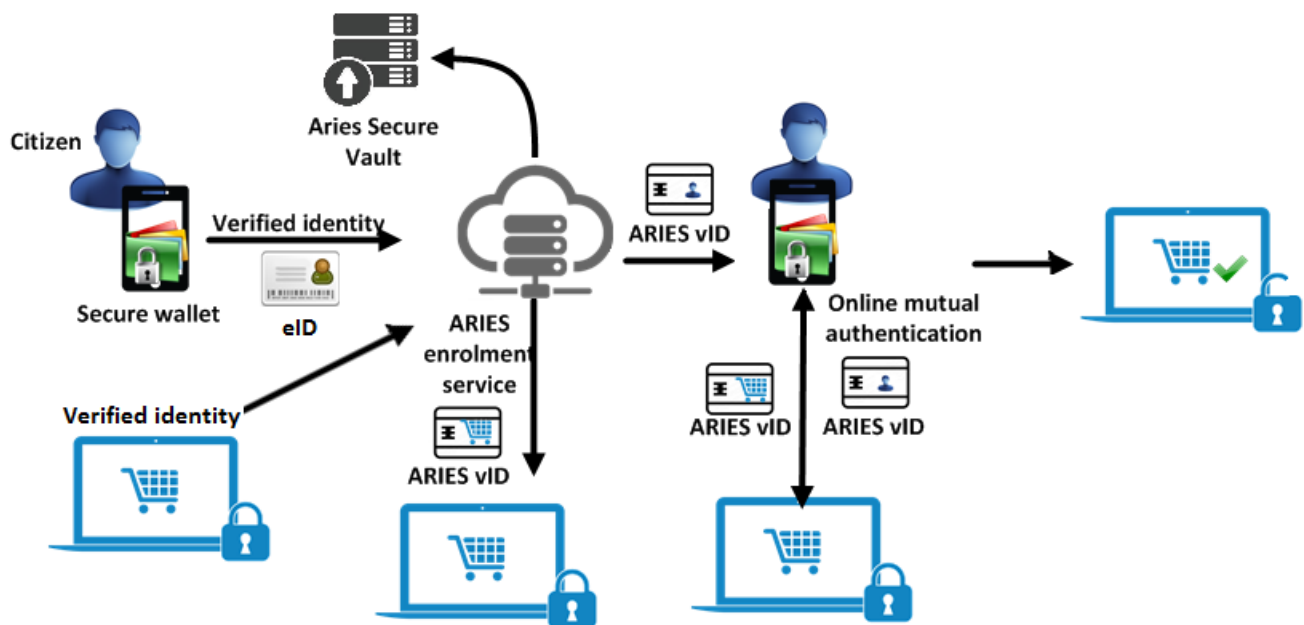 Aries Secure
Vault
Citizen
Verified identity
ARIES vID
Secure wallet
eID
ARIES
enrolment
service
Online mutual
authentication
Verified identity
ARIES vID
ARIES vID
ARIES vID